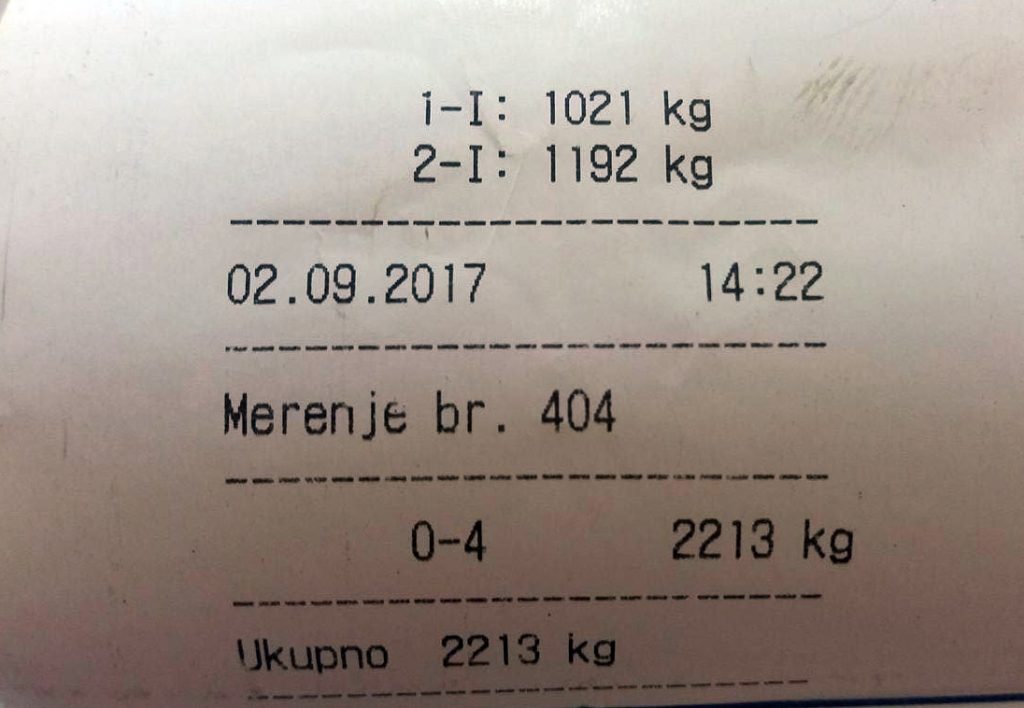 1-I: 1021 kg
2-I: 1192 kg
02.09.2017 14:22
Merenje br. 404
0-4 2213 kg
Ukupno 2213 kg